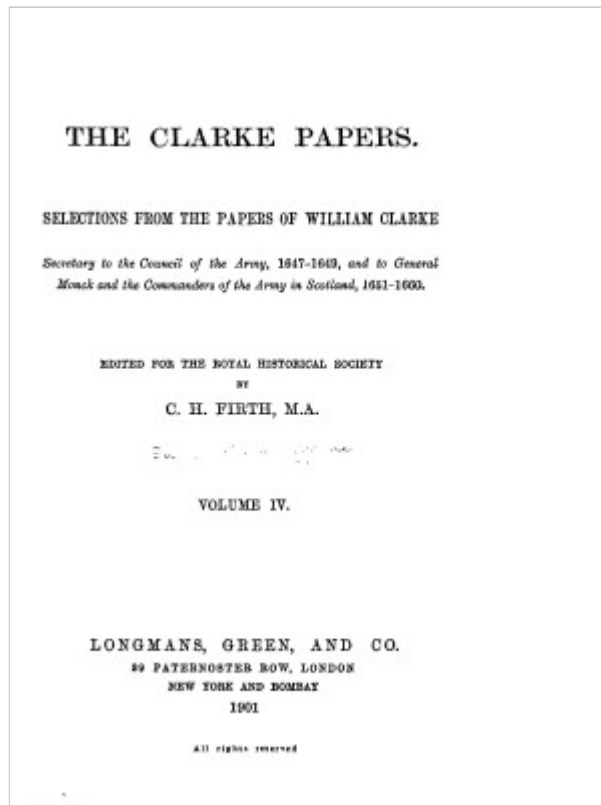 THE CLARKE PAPERS.
SELECTIONS FROM THE PAPERS OF WILLIAM CLARKE
Secretary to the Council of the Army, 1647-1649, and to General
Monck and the Commanders of the Army in Scotland, 1651-1660.
EDITED FOR THE ROYAL HISTORICAL SOCIETY
BY
C. H. FIRTH, M.A.
VOLUME IV.
LONGMANS, GREEN, AND CO.
39 PATERNOSTER ROW, LONDON
NEW YORK AND BOMBAY
1901
All rights reserved